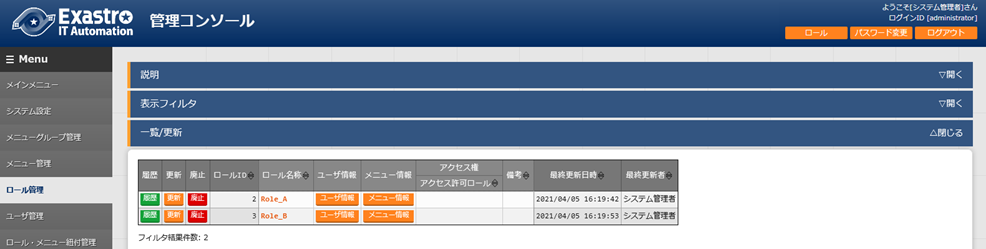 Exastro
IT Automation
管理コンソール
ようこそ[システム管理者]さん
ログインID [administrator]
ロール パスワード変更 ログアウト
☰ Menu
メインメニュー
システム設定
メニューグループ管理
メニュー管理
ロール管理
ユーザ管理
ロール・メニュー紐付管理
説明 ▽開く
表示フィルタ ▽開く
一覧/更新 △閉じる
履歴 更新 廃止 ロールID ロール名称 ユーザ情報 メニュー情報 アクセス権 備考 最終更新日時 最終更新者
アクセス許可ロール
履歴 更新 廃止 2 Role_A ユーザ情報 メニュー情報 2021/04/05 16:19:42 システム管理者
履歴 更新 廃止 3 Role_B ユーザ情報 メニュー情報 2021/04/05 16:19:53 システム管理者
フィルタ結果件数: 2